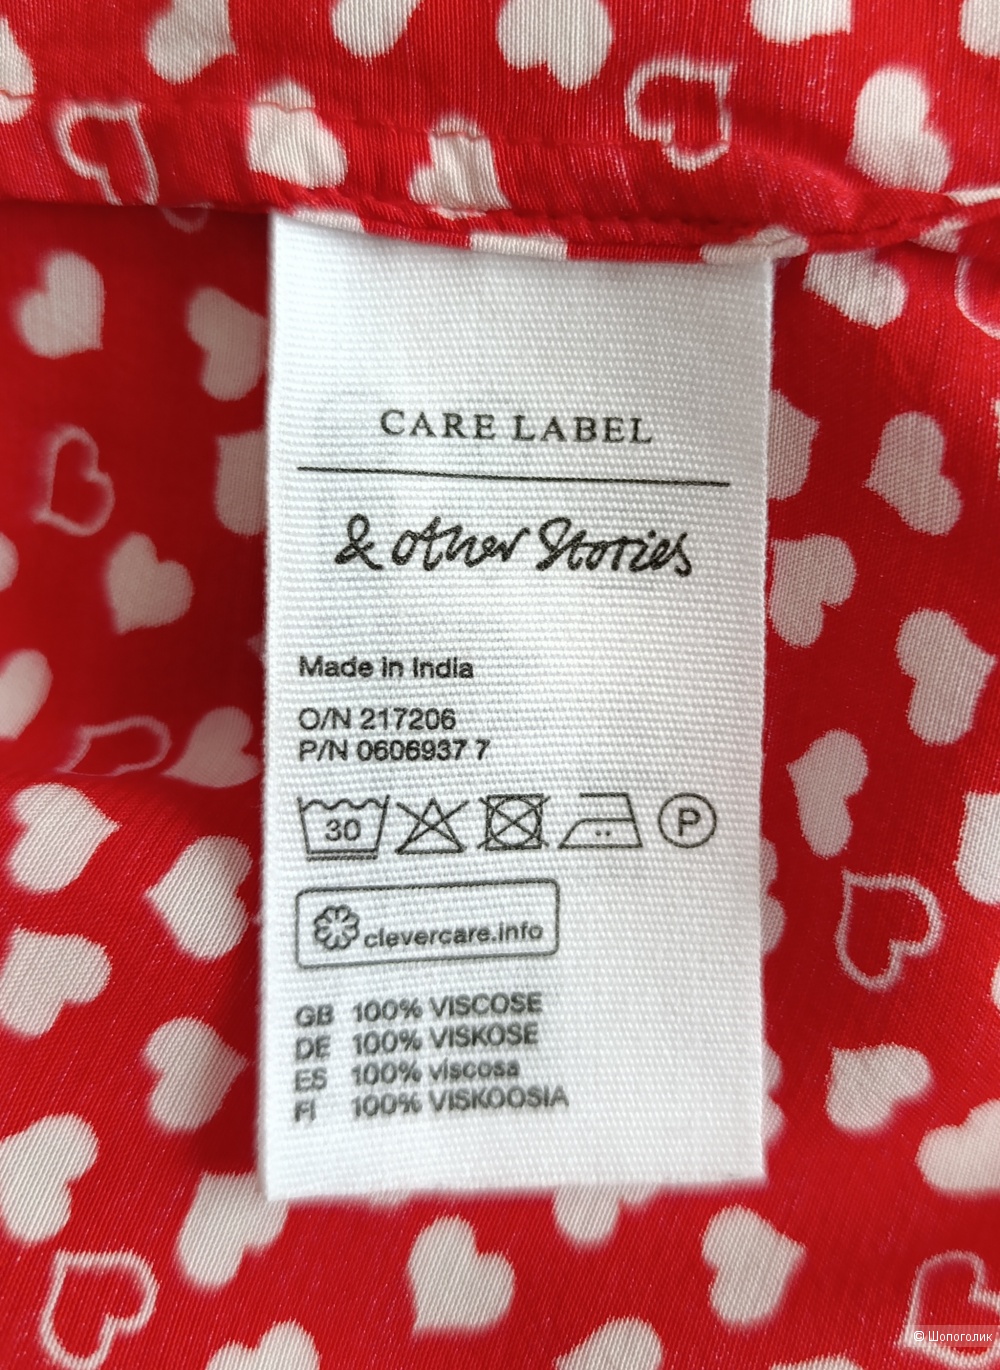 CARE LABEL
& other Stories
Made in India
O/N 217206
P/N 0606937 7
30 P
clevercare.info
GB 100% VISCOSE
DE 100% VISKOSE
ES 100% viscosa
FI 100% VISKOOSIA
© Шопоголик